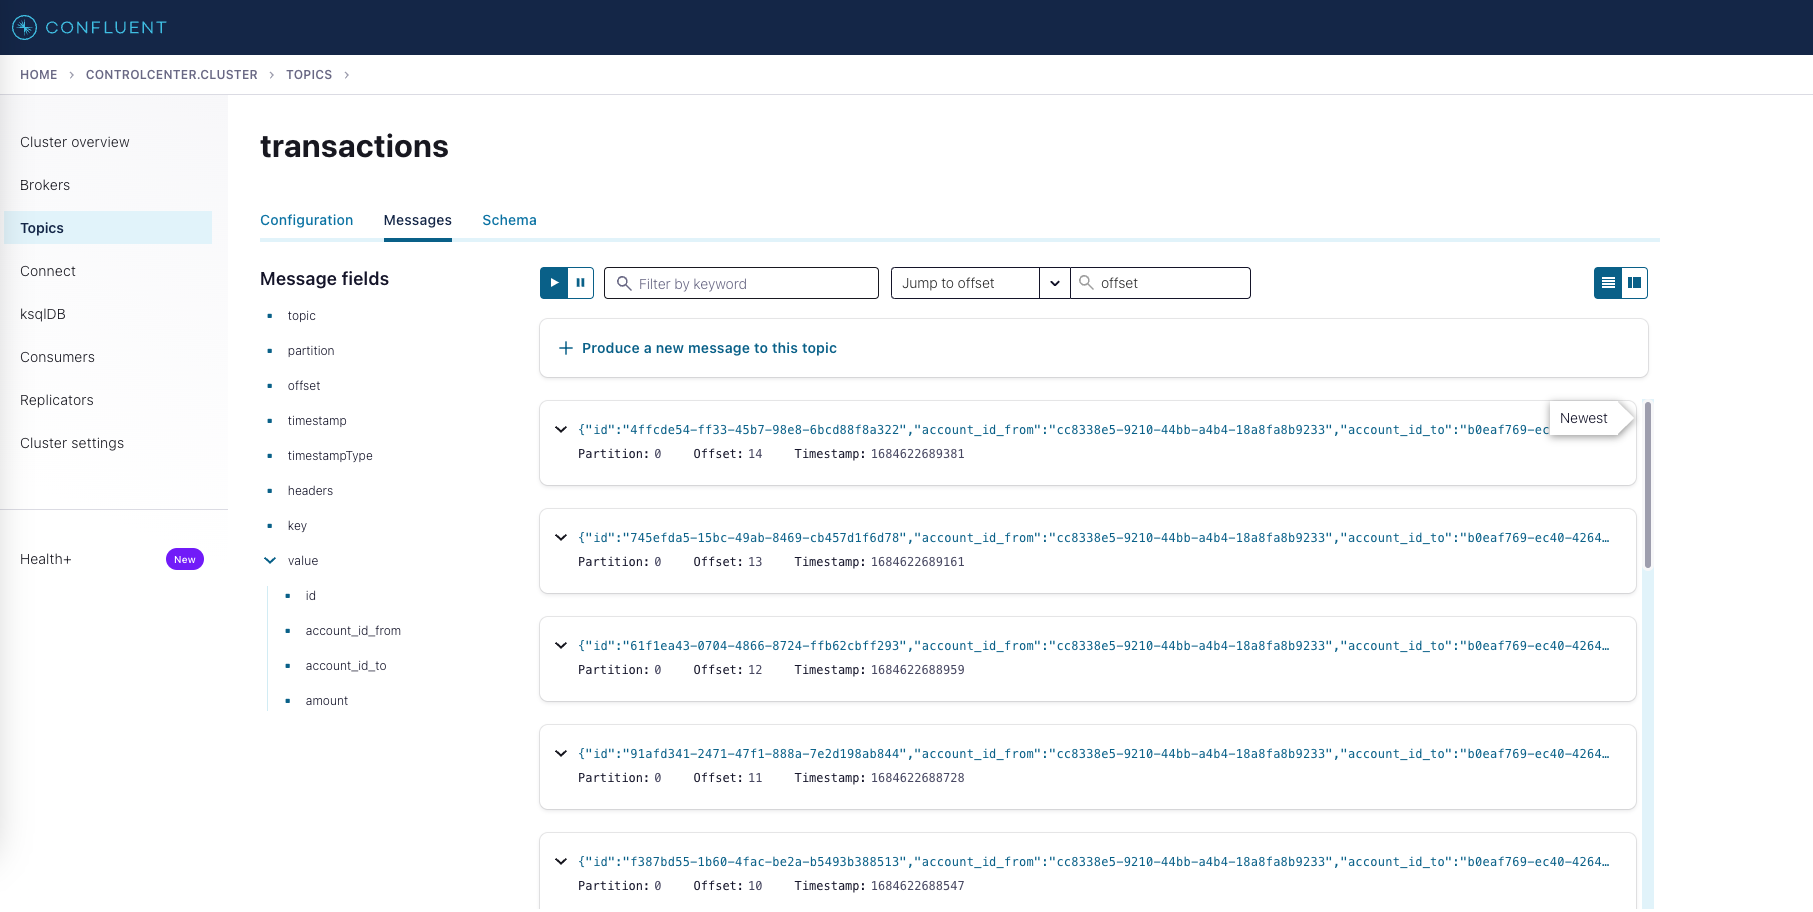 CONFLUENT
HOME > CONTROLCENTER.CLUSTER > TOPICS >
Cluster overview
Brokers
Topics
Connect
ksqlDB
Consumers
Replicators
Cluster settings
Health+ New
transactions
Configuration Messages Schema
Message fields
topic
partition
offset
timestamp
timestampType
headers
key
value
id
account_id_from
account_id_to
amount
Filter by keyword Jump to offset offset
Produce a new message to this topic
Newest
{"id":"4ffcde54-ff33-45b7-98e8-6bcd88f8a322","account_id_from":"cc8338e5-9210-44bb-a4b4-18a8fa8b9233","account_id_to":"b0eaf769-ec
Partition: 0 Offset: 14 Timestamp: 1684622689381
{"id":"745efda5-15bc-49ab-8469-cb457d1f6d78","account_id_from":"cc8338e5-9210-44bb-a4b4-18a8fa8b9233","account_id_to":"b0eaf769-ec40-4264…
Partition: 0 Offset: 13 Timestamp: 1684622689161
{"id":"61f1ea43-0704-4866-8724-ffb62cbff293","account_id_from":"cc8338e5-9210-44bb-a4b4-18a8fa8b9233","account_id_to":"b0eaf769-ec40-4264…
Partition: 0 Offset: 12 Timestamp: 1684622688959
{"id":"91afd341-2471-47f1-888a-7e2d198ab844","account_id_from":"cc8338e5-9210-44bb-a4b4-18a8fa8b9233","account_id_to":"b0eaf769-ec40-4264…
Partition: 0 Offset: 11 Timestamp: 1684622688728
{"id":"f387bd55-1b60-4fac-be2a-b5493b388513","account_id_from":"cc8338e5-9210-44bb-a4b4-18a8fa8b9233","account_id_to":"b0eaf769-ec40-4264…
Partition: 0 Offset: 10 Timestamp: 1684622688547